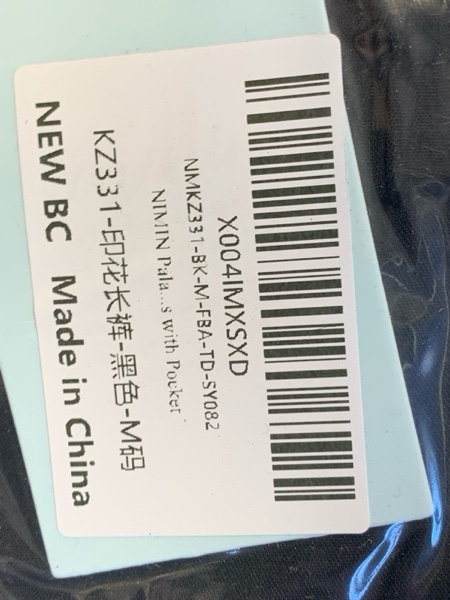 X004IMXSXD
NMKZ331-BK-M-FBA-TD-SY082
NIMIN Pala...s with Pocket
KZ331-印花长裤-黑色-M码
NEW BC Made in China